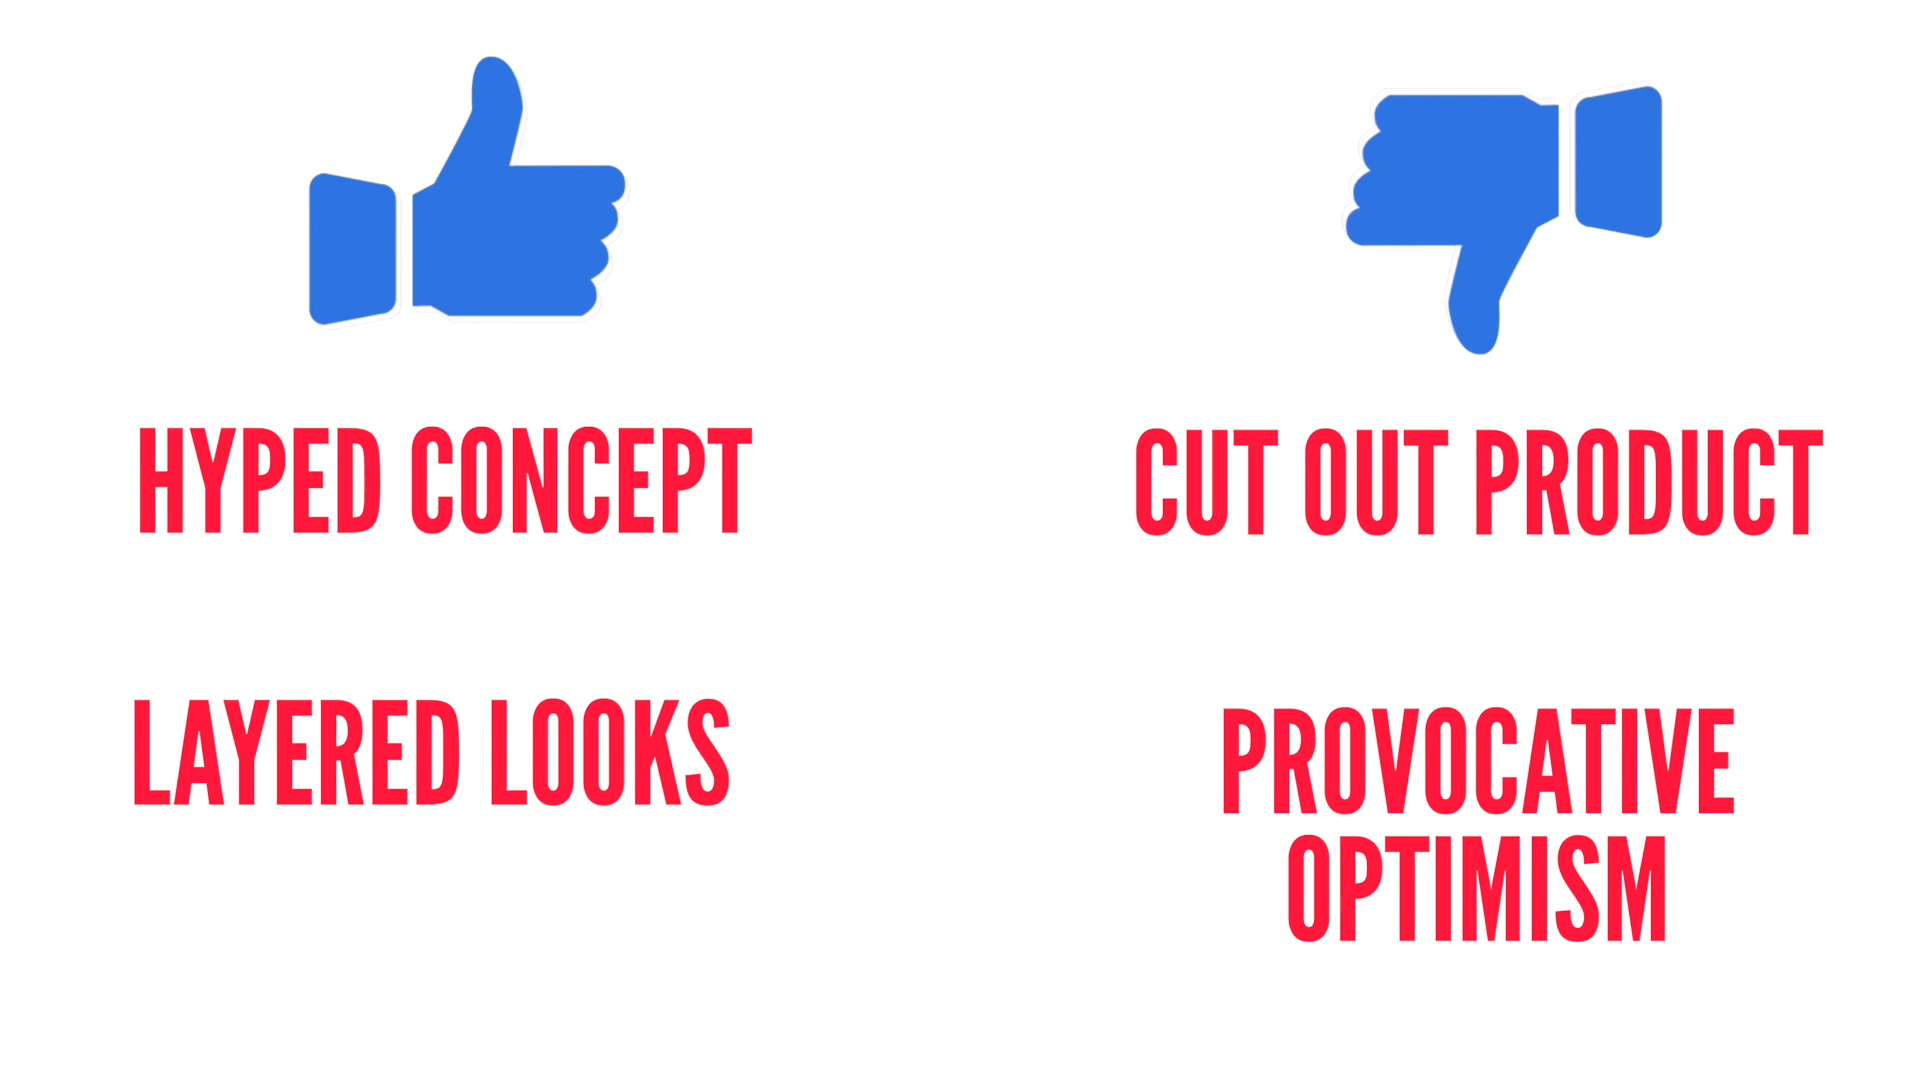 HYPED CONCEPT
LAYERED LOOKS
CUT OUT PRODUCT
PROVOCATIVE
OPTIMISM